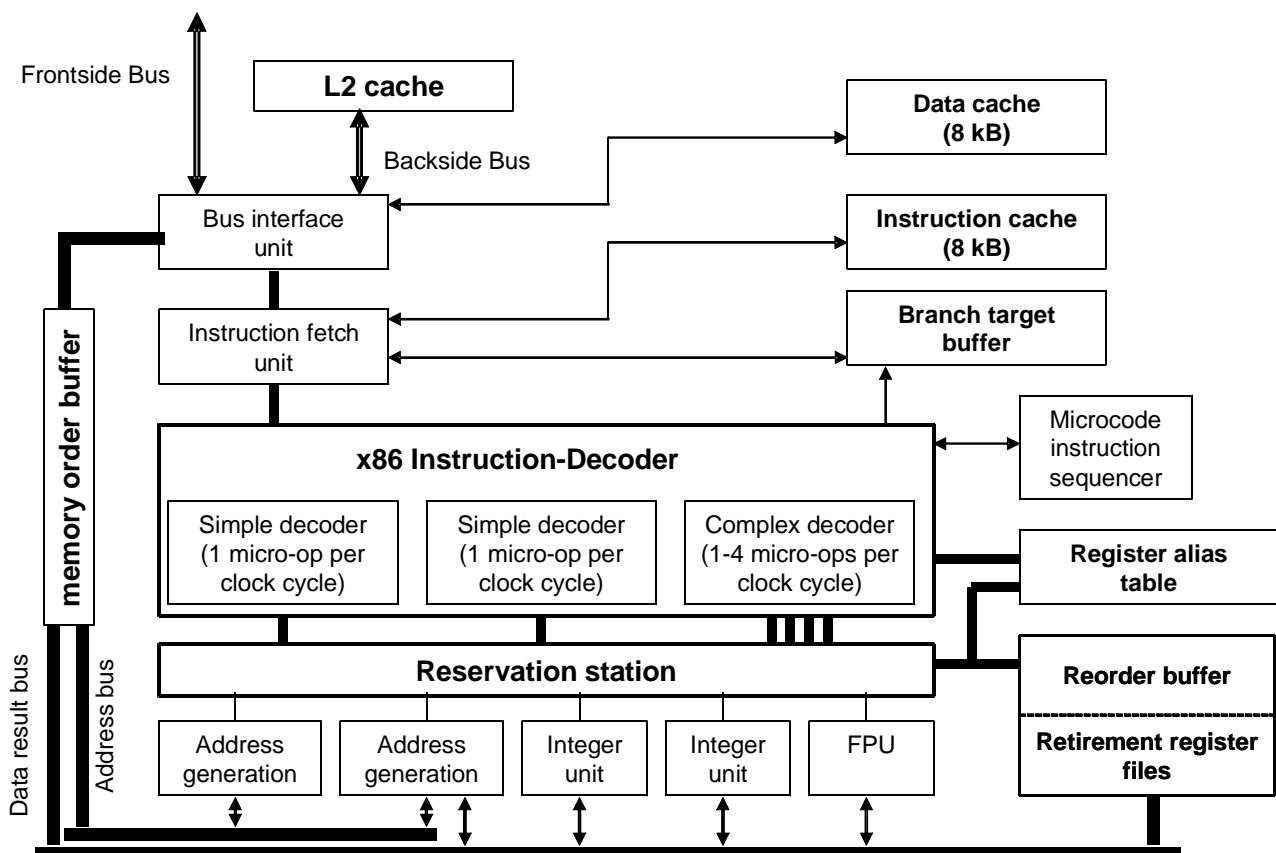 Frontside Bus
L2 cache
Backside Bus
Data cache
(8 kB)
Bus interface
unit
Instruction cache
(8 kB)
Instruction fetch
unit
Branch target
buffer
memory order buffer
x86 Instruction-Decoder
Microcode
instruction
sequencer
Simple decoder
(1 micro-op per
clock cycle)
Simple decoder
(1 micro-op per
clock cycle)
Complex decoder
(1-4 micro-ops per
clock cycle)
Register alias
table
Reservation station
Reorder buffer
Retirement register
files
Data result bus
Address bus
Address
generation
Address
generation
Integer
unit
Integer
unit
FPU